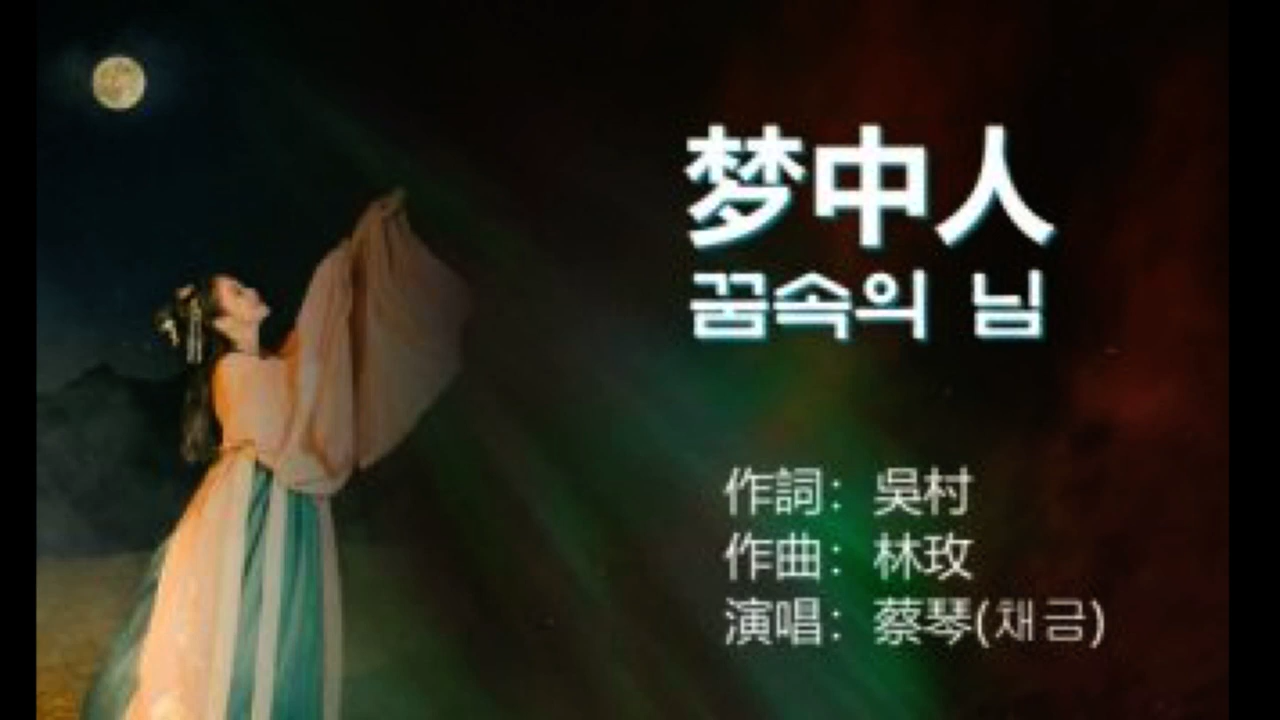 梦中人
꿈속의 님
作詞：吳村
作曲：林玫
演唱：蔡琴(채금)